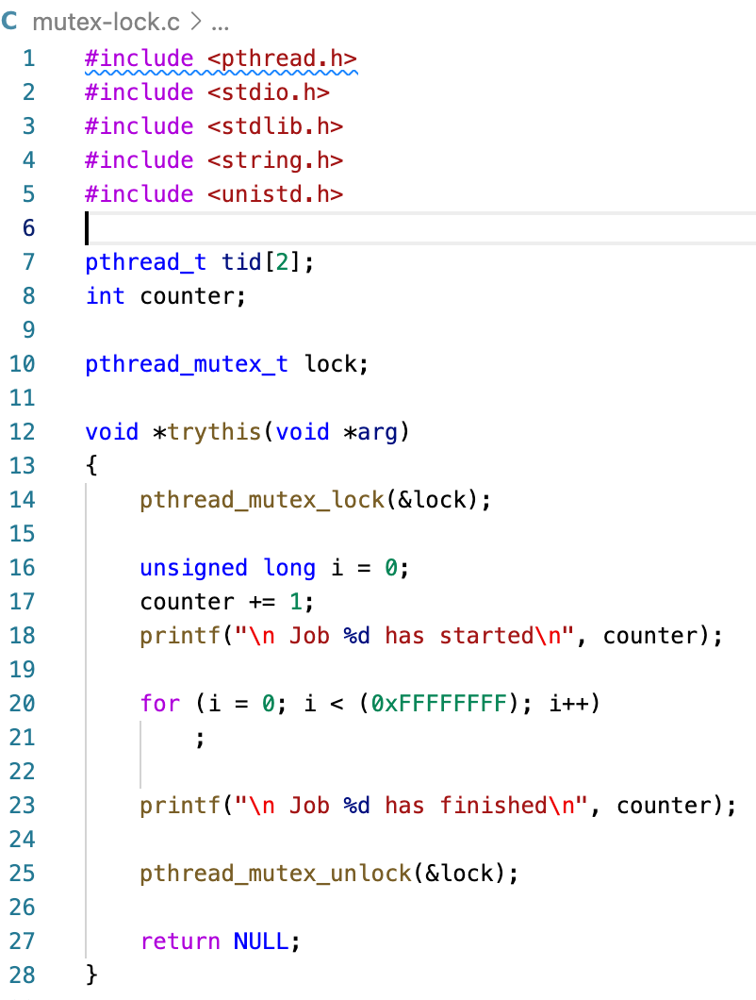 C mutex-lock.c > ...
1 #include <pthread.h>
2 #include <stdio.h>
3 #include <stdlib.h>
4 #include <string.h>
5 #include <unistd.h>
6
7 pthread_t tid[2];
8 int counter;
9
10 pthread_mutex_t lock;
11
12 void *trythis(void *arg)
13 {
14     pthread_mutex_lock(&lock);
15
16     unsigned long i = 0;
17     counter += 1;
18     printf("\n Job %d has started\n", counter);
19
20     for (i = 0; i < (0xFFFFFFFF); i++)
21         ;
22
23     printf("\n Job %d has finished\n", counter);
24
25     pthread_mutex_unlock(&lock);
26
27     return NULL;
28 }